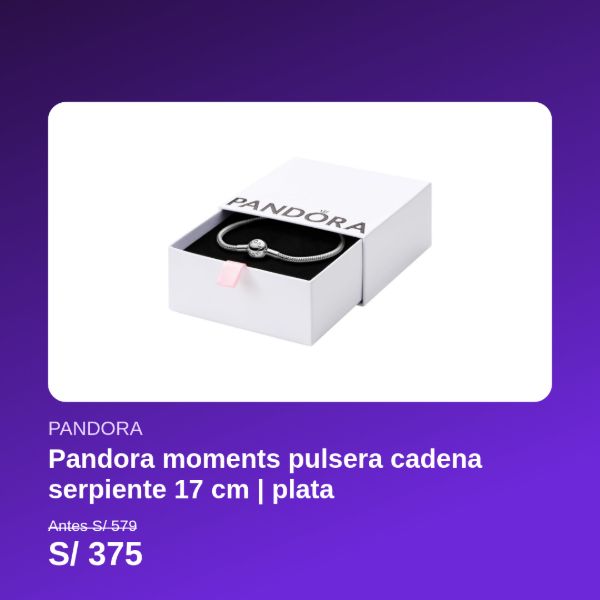 PANDORA
PANDORA
Pandora moments pulsera cadena
serpiente 17 cm | plata
Antes S/ 579
S/ 375